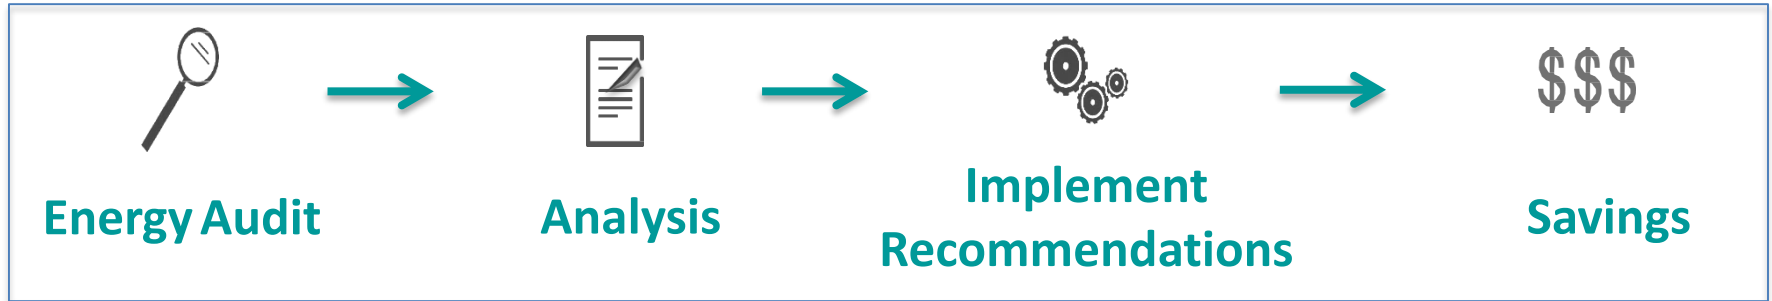 $$$
Energy Audit
Analysis
Implement
Recommendations
Savings